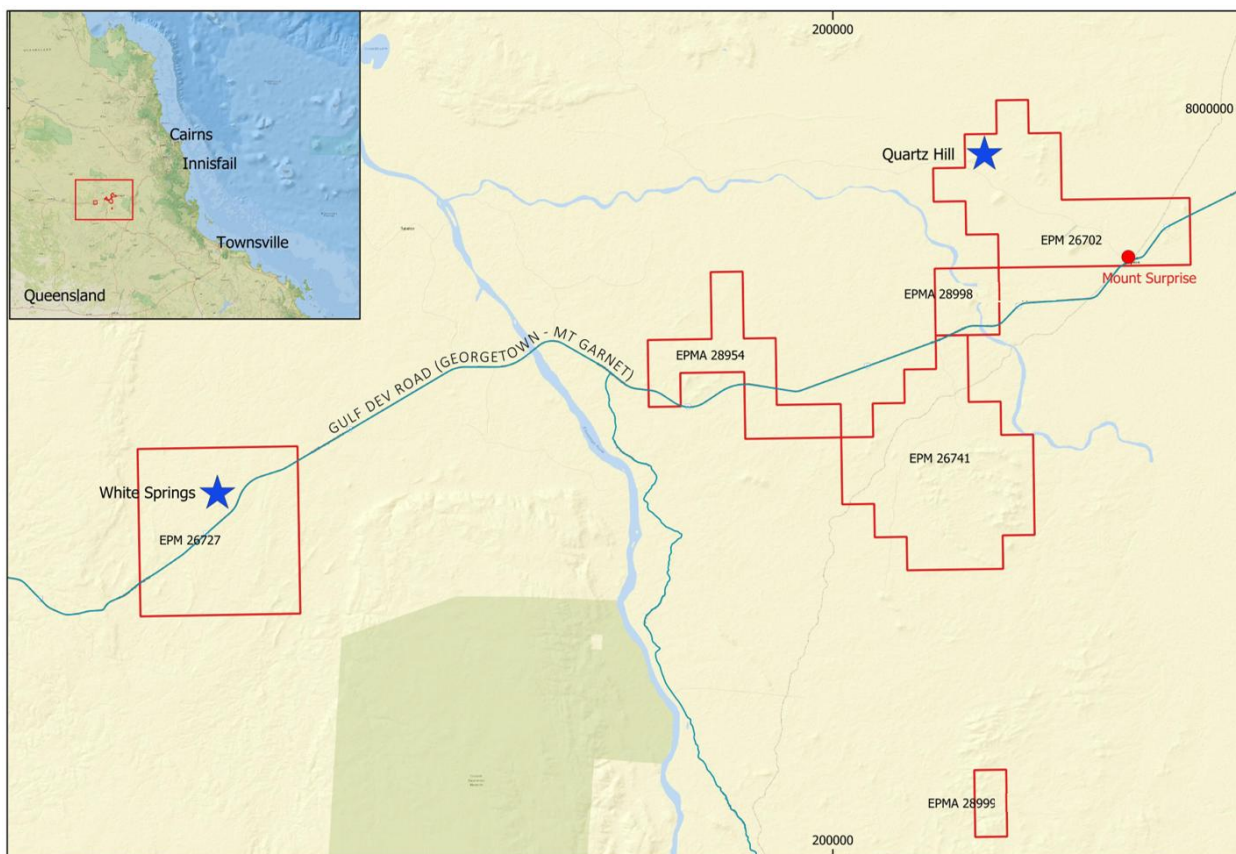 200000
8000000
Cairns
Innisfail
Townsville
Queensland
Quartz Hill
EPM 26702
Mount Surprise
EPMA 28998
EPMA 28954
GULF DEV ROAD (GEORGETOWN - MT GARNET)
EPM 26741
White Springs
EPM 26727
EPMA 28999
200000